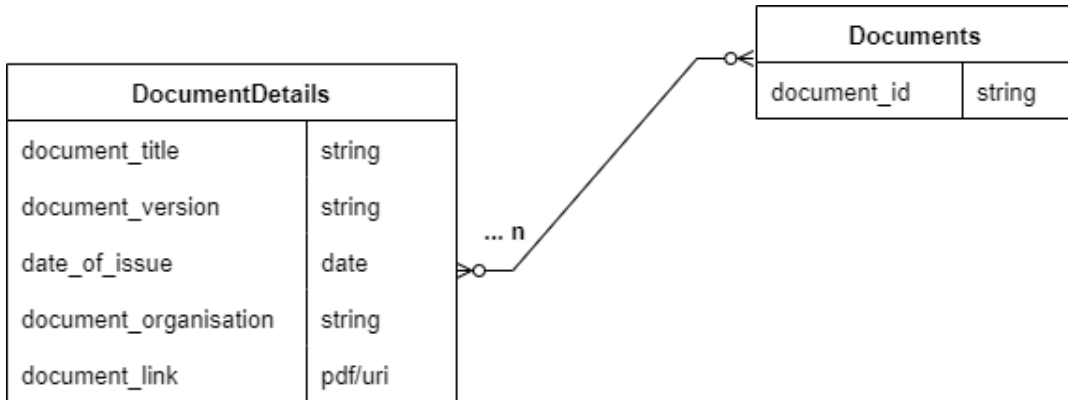 Documents
document_id string
DocumentDetails
document_title string
document_version string
... n
date_of_issue date
document_organisation string
document_link pdf/uri